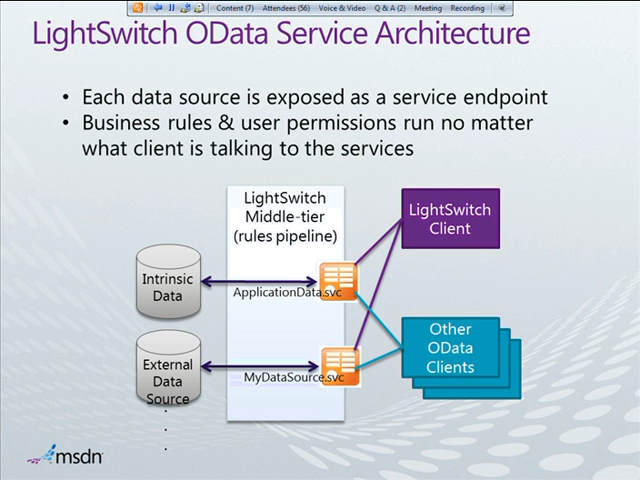 Content (7) Attendees (56) Voice & Video Q & A (2) Meeting Recording
LightSwitch OData Service Architecture
• Each data source is exposed as a service endpoint
• Business rules & user permissions run no matter
what client is talking to the services
LightSwitch
Middle-tier
(rules pipeline)
LightSwitch
Client
Intrinsic
Data
ApplicationData.svc
Other
OData
Clients
External
Data
Source
MyDataSource.svc
.
.
.
msdn